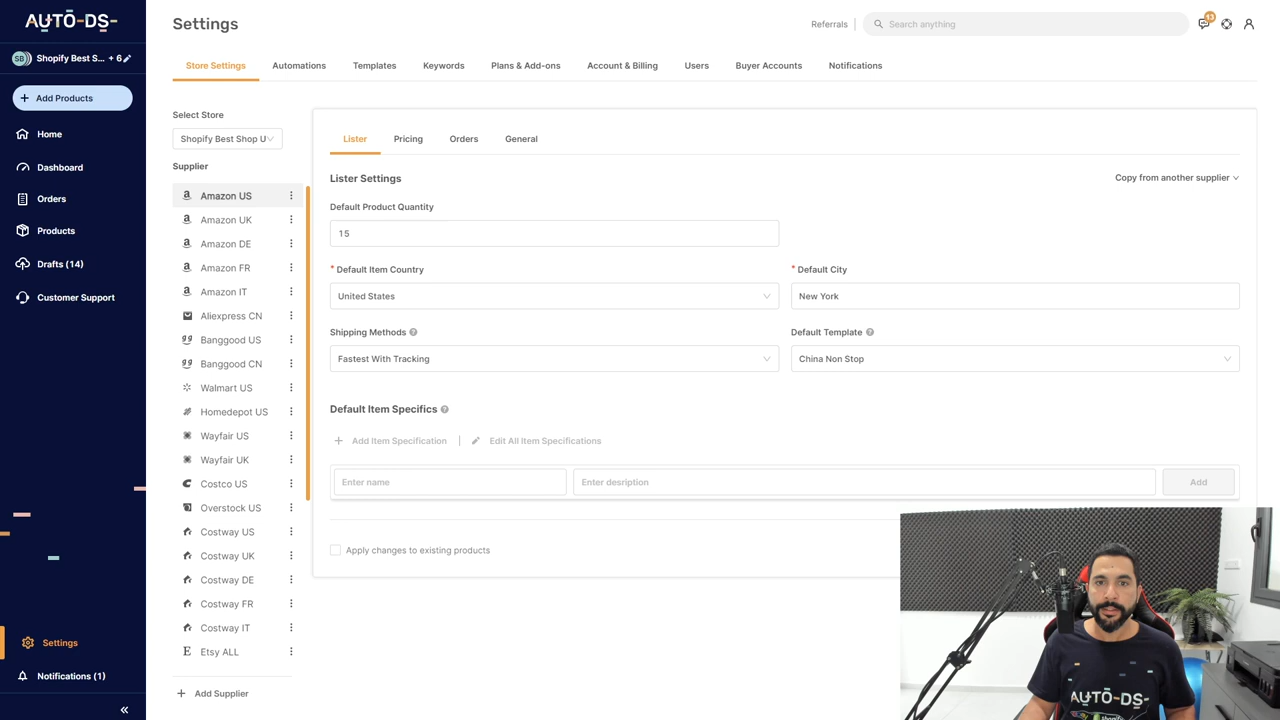 AUTO-DS-
SB Shopify Best S... + 6
Add Products
Home
Dashboard
Orders
Products
Drafts (14)
Customer Support
Settings
Notifications (1)
Settings
Referrals
Search anything
13
Store Settings
Automations
Templates
Keywords
Plans & Add-ons
Account & Billing
Users
Buyer Accounts
Notifications
Select Store
Shopify Best Shop U
Supplier
Amazon US
Amazon UK
Amazon DE
Amazon FR
Amazon IT
Aliexpress CN
Banggood US
Banggood CN
Walmart US
Homedepot US
Wayfair US
Wayfair UK
Costco US
Overstock US
Costway US
Costway UK
Costway DE
Costway FR
Costway IT
Etsy ALL
Add Supplier
Lister
Pricing
Orders
General
Lister Settings
Copy from another supplier
Default Product Quantity
15
* Default Item Country
United States
* Default City
New York
Shipping Methods
Fastest With Tracking
Default Template
China Non Stop
Default Item Specifics
Add Item Specification
Edit All Item Specifications
Enter name
Enter desription
Add
Apply changes to existing products
AUTO-DS-